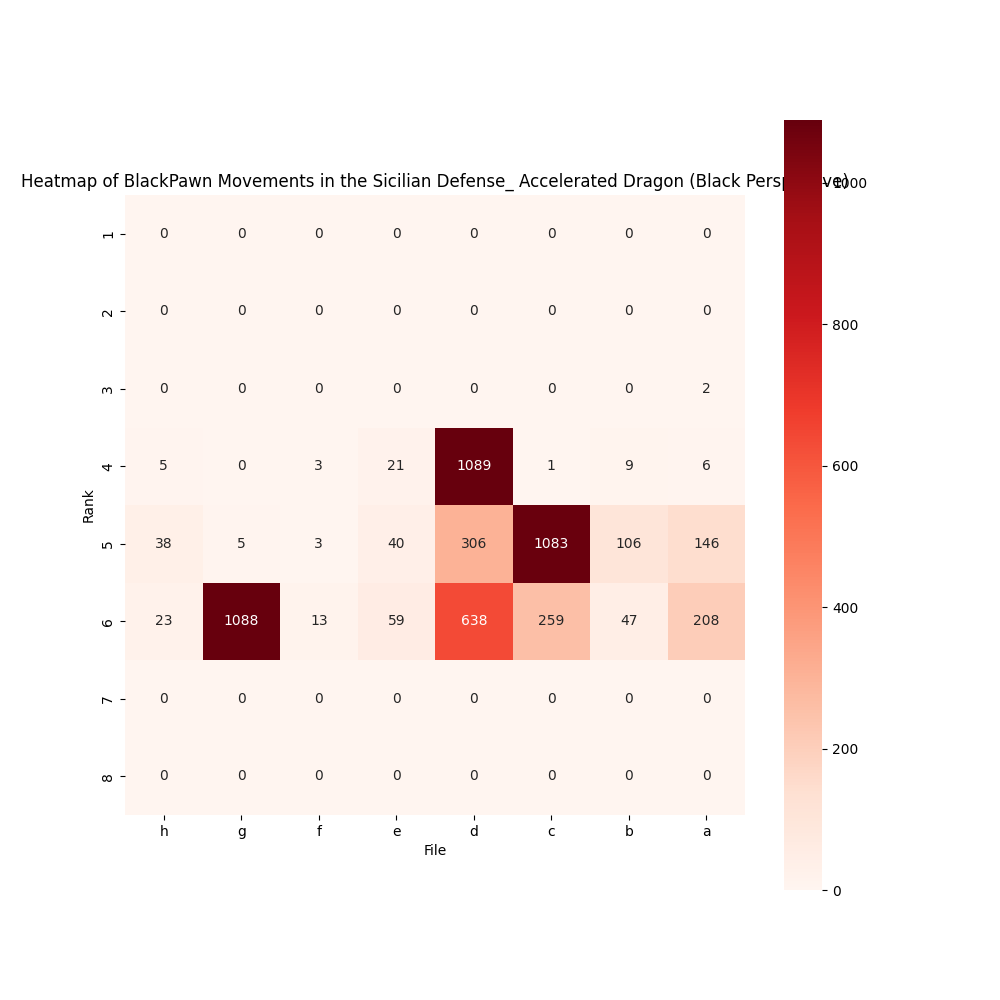 Heatmap of BlackPawn Movements in the Sicilian Defense_ Accelerated Dragon (Black
1000
1 0 0 0 0 0 0 0 0
2 0 0 0 0 0 0 0 0
800
3 0 0 0 0 0 0 0 2
4 5 0 3 21 1089 1 9 6
Rank
600
5 38 5 3 40 306 1083 106 146
400
6 23 1088 13 59 638 259 47 208
7 0 0 0 0 0 0 0 0
200
8 0 0 0 0 0 0 0 0
h g f e d c b a
File
0